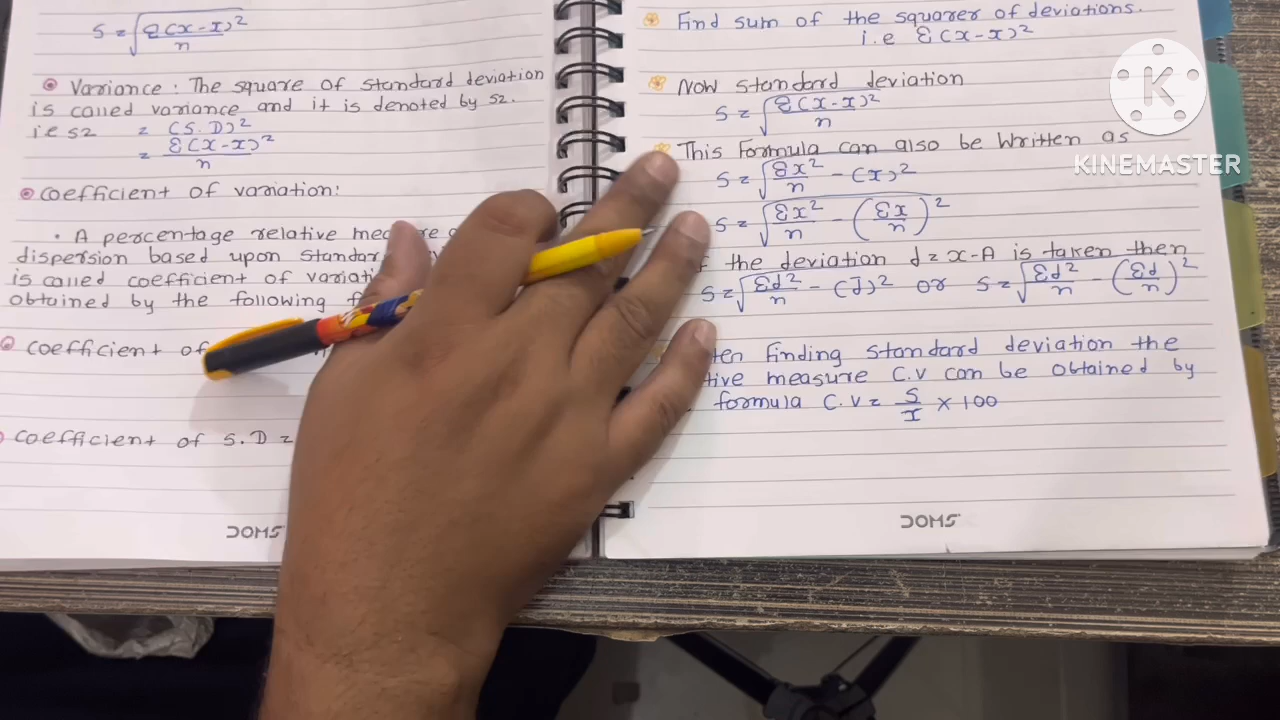 S = √Σ(x-x)²/n
Variance : The square of standard deviation
is called variance and it is denoted by s2.
i.e s2 = (S.D)²
= Σ(x-x)²/n
coefficient of variation:
• A percentage relative
dispersion based upon
is called coefficient of
obtained by the following
coefficient of
coefficient of S.D =
DOMS
Find sum of the squarer of deviations.
i.e Σ(x-x)²
Now standard deviation
S = √Σ(x-x)²/n
This Formula can also be written as
S = √Σx²/n - (x)²
S = √Σx²/n - (Σx/n)²
the deviation d = x-A is taken then
S = √Σd²/n - (d̄)² or S = √Σd²/n - (Σd/n)²
finding standard deviation the
measure C.V can be obtained by
formula C.V = S/x × 100
DOMS
K
KINEMASTER